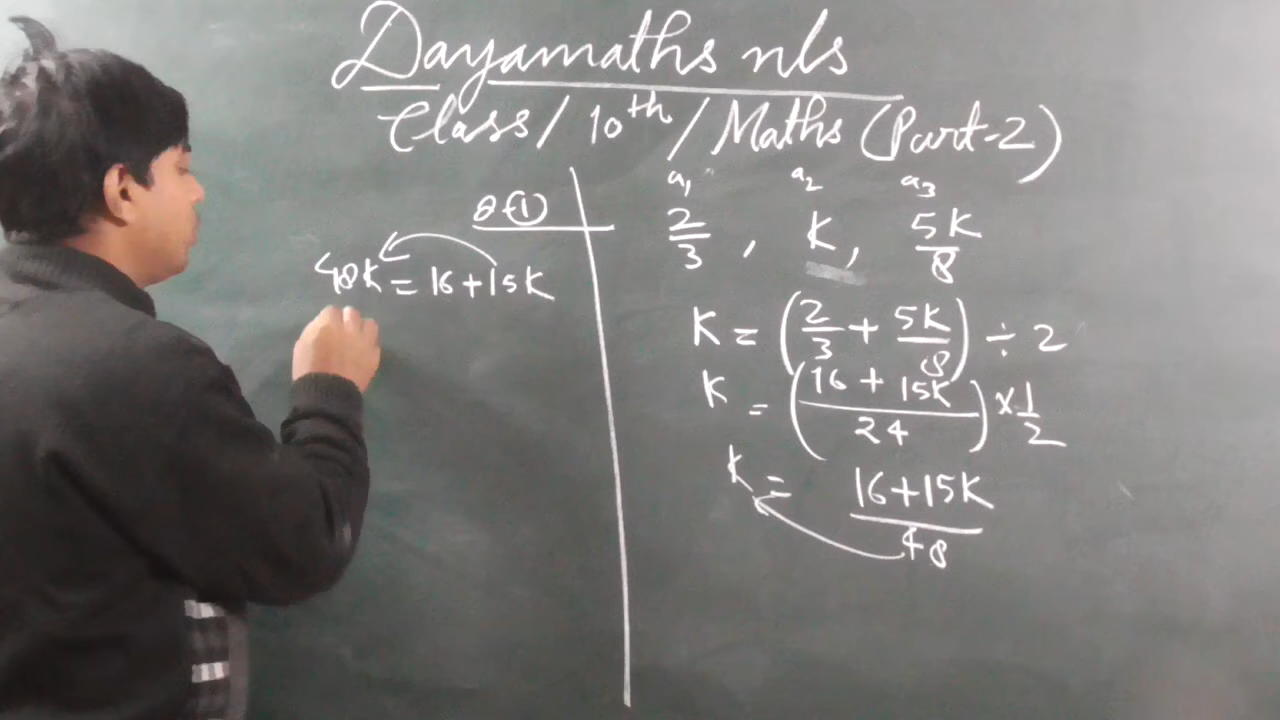 Dayamaths nls
Class/10th/Maths (Part-2)
①
48K = 16+15K
a₁ a₂ a₃
2/3, K, 5K/8
K = (2/3 + 5K/8) ÷ 2
K = (16 + 15K/24) × 1/2
K = 16+15K/48